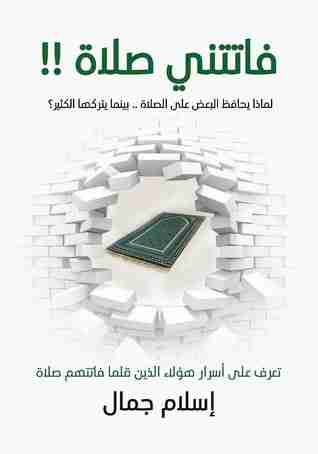 فاتتني صلاة !!
لماذا يحافظ البعض على الصلاة .. بينما يتركها الكثير؟
تعرف على أسرار هؤلاء الذين قلما فاتتهم صلاة
إسلام جمال